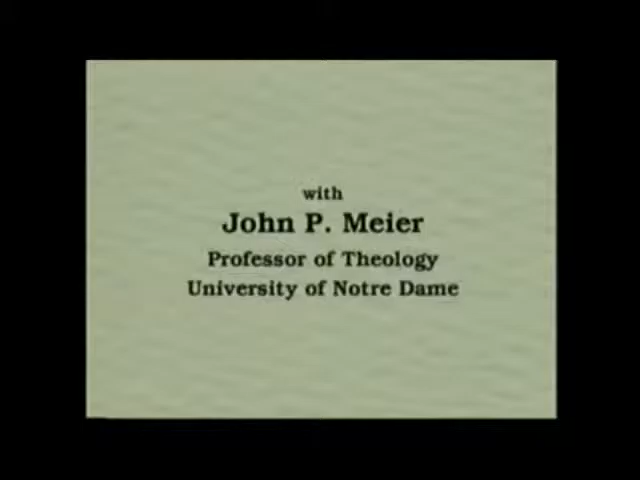 with
John P. Meier
Professor of Theology
University of Notre Dame